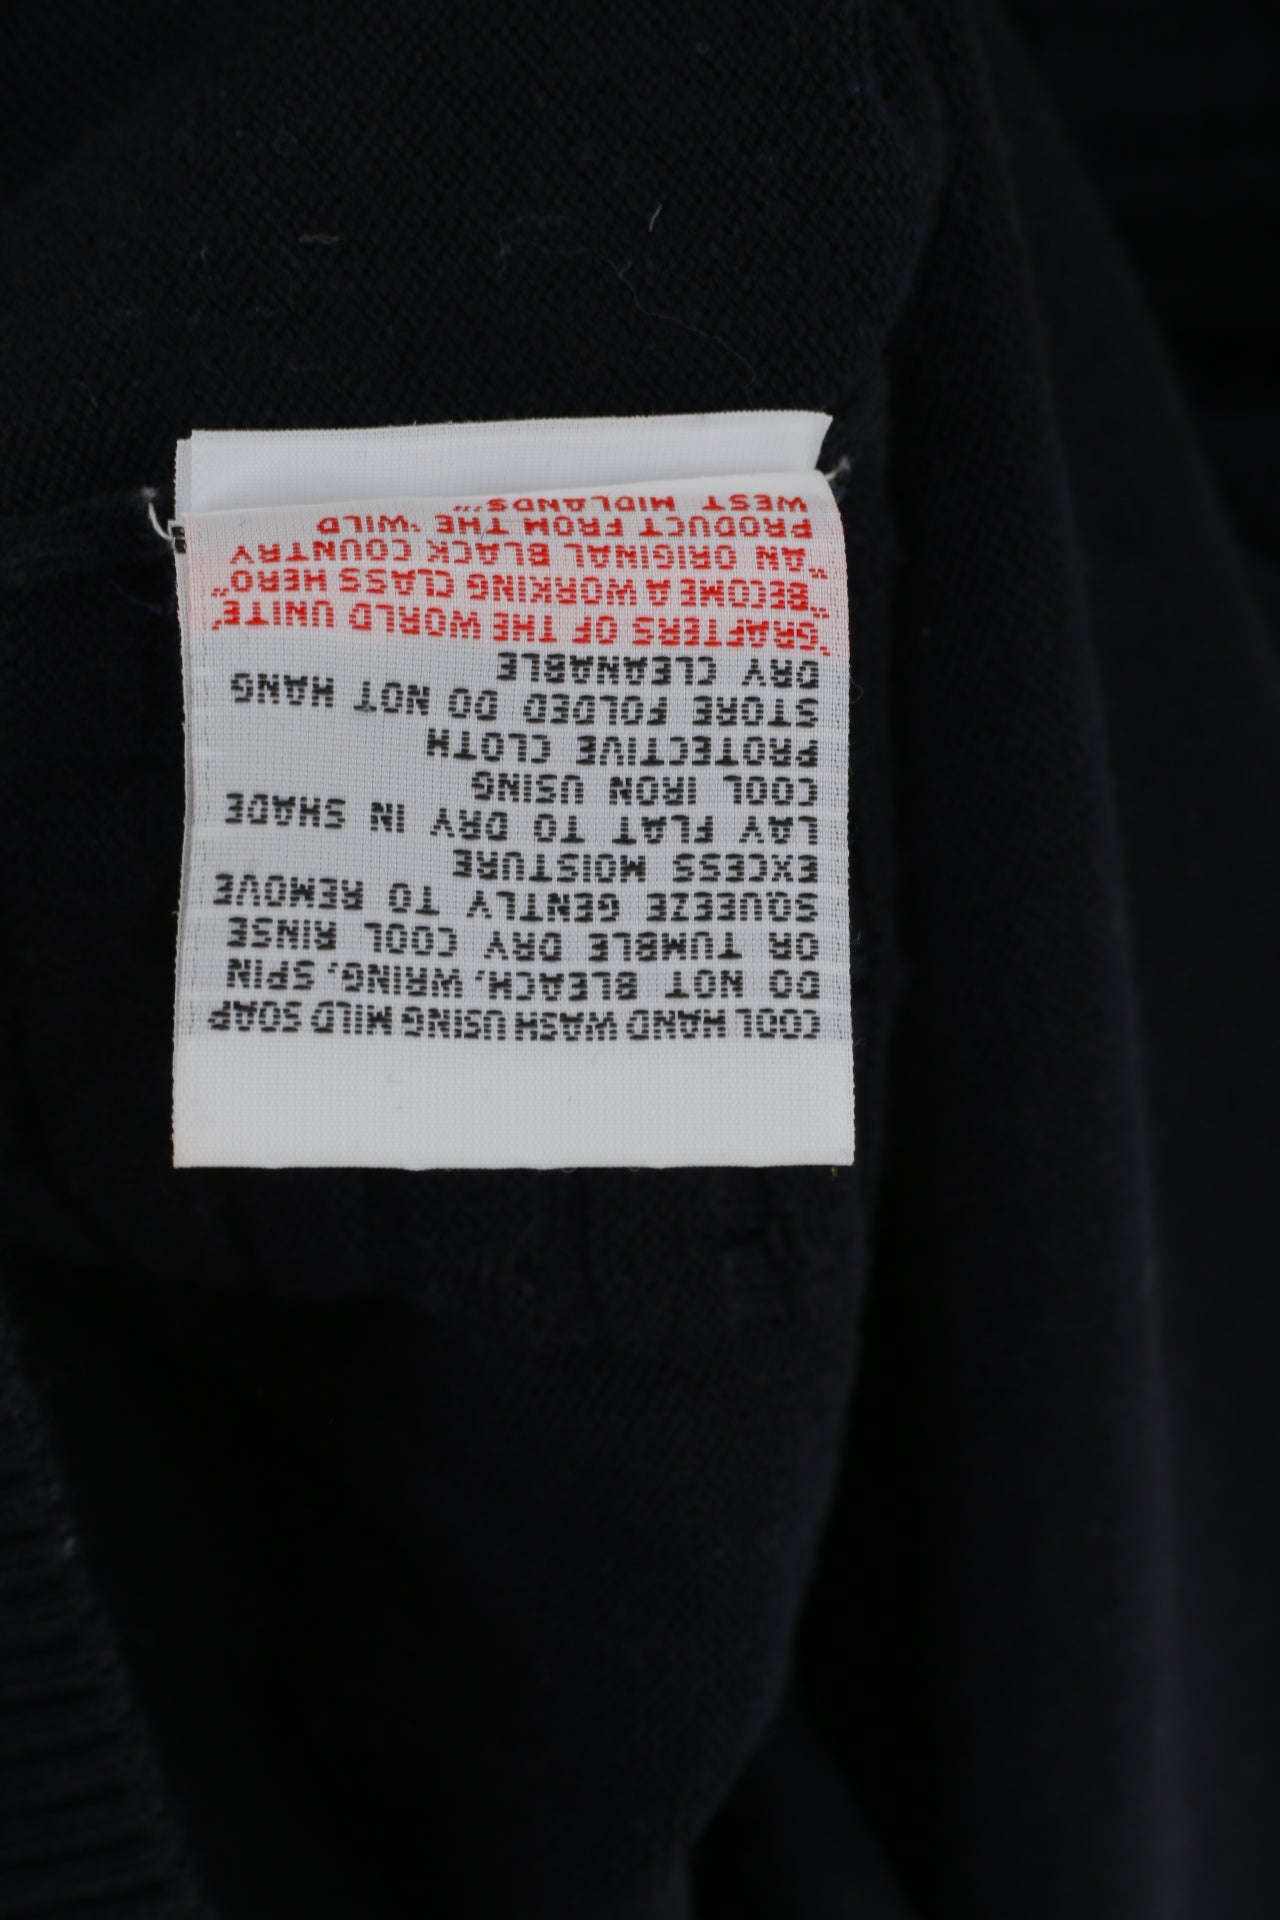 COOL HAND WASH USING MILD SOAP
DO NOT BLEACH, WRING, SPIN
OR TUMBLE DRY COOL RINSE
SQUEEZE GENTLY TO REMOVE
EXCESS MOISTURE
LAY FLAT TO DRY IN SHADE
COOL IRON USING
PROTECTIVE CLOTH
STORE FOLDED DO NOT HANG
DRY CLEANABLE
"GRAFTERS OF THE WORLD UNITE"
"BECOME A WORKING CLASS HERO"
"AN ORIGINAL BLACK COUNTRY
PRODUCT FROM THE 'WILD
WEST MIDLANDS'"